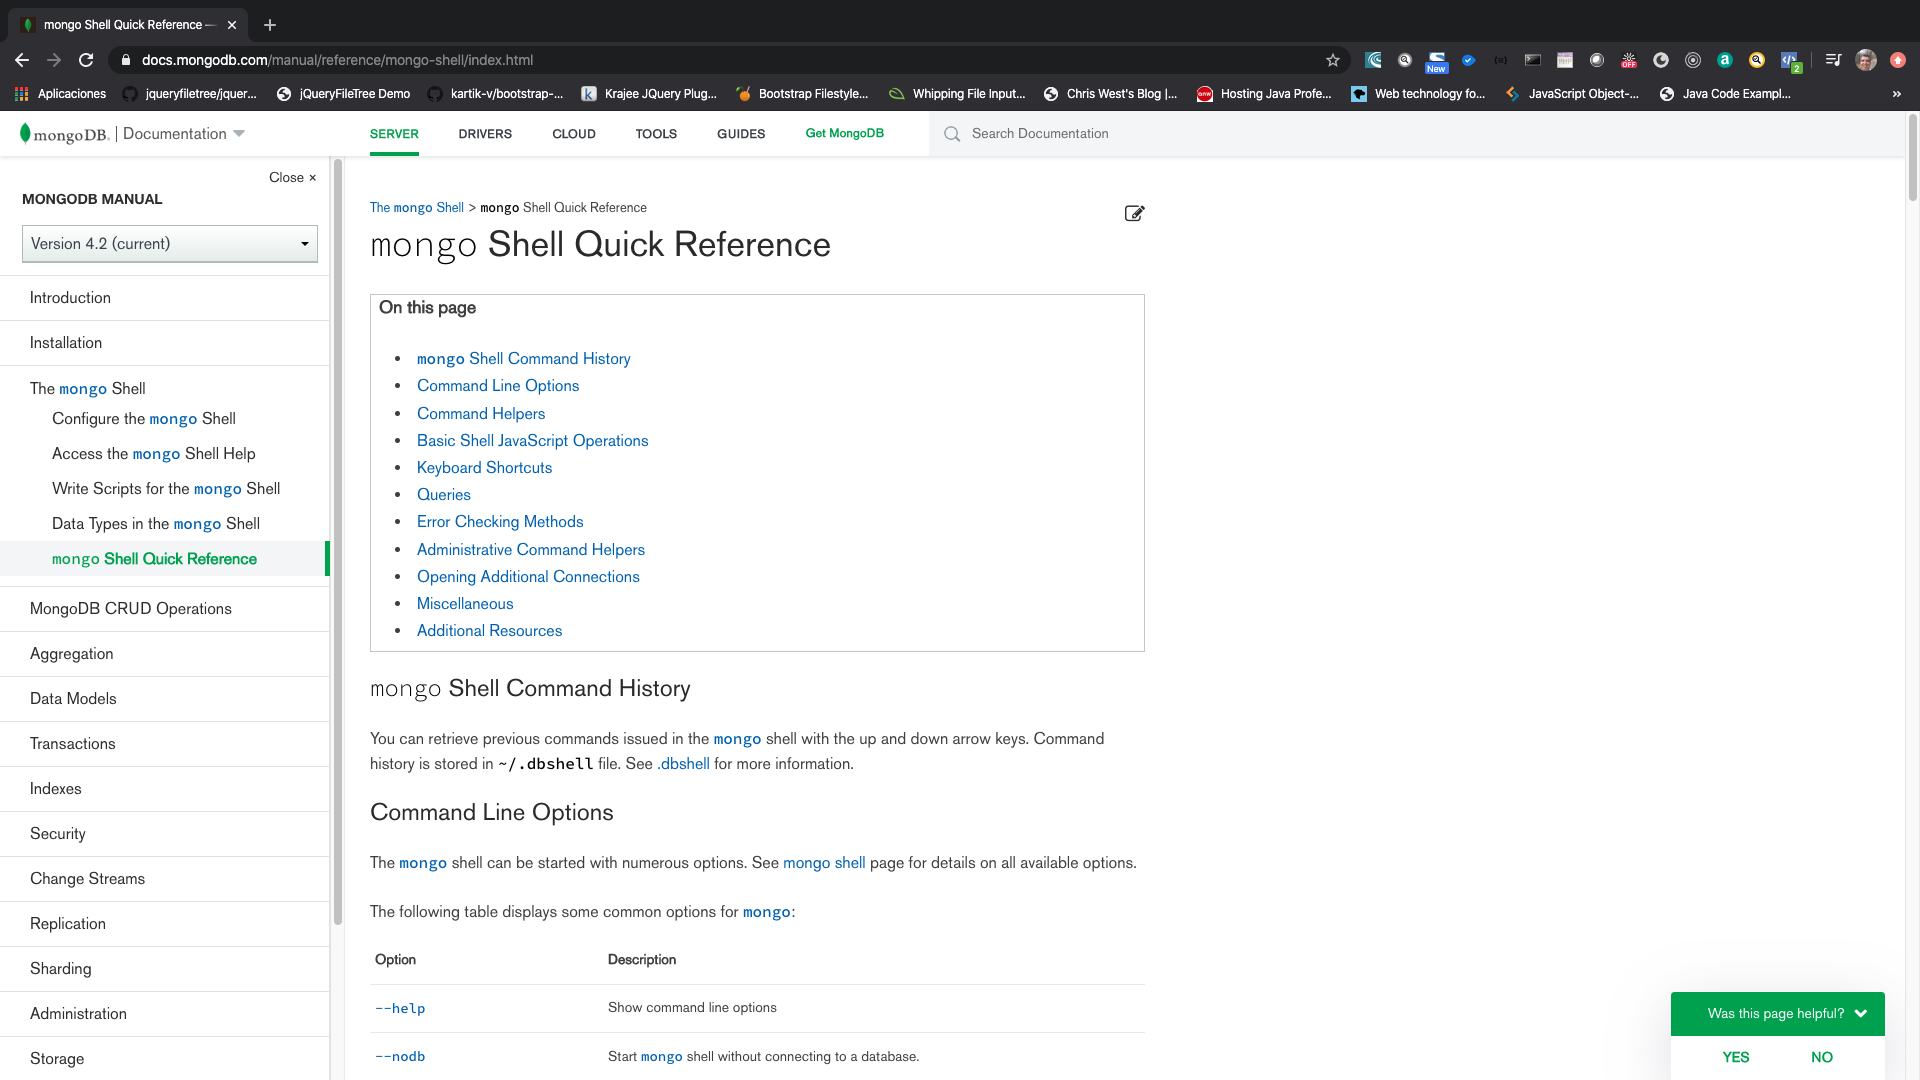 mongo Shell Quick Reference —
docs.mongodb.com/manual/reference/mongo-shell/index.html
New
OFF
2
Aplicaciones
jqueryfiletree/jquer...
jQueryFileTree Demo
kartik-v/bootstrap-...
Krajee JQuery Plug...
Bootstrap Filestyle...
Whipping File Input...
Chris West's Blog |...
Hosting Java Profe...
Web technology fo...
JavaScript Object-...
Java Code Exampl...
»
mongoDB. | Documentation
SERVER
DRIVERS
CLOUD
TOOLS
GUIDES
Get MongoDB
Search Documentation
Close ×
MONGODB MANUAL
Version 4.2 (current)
Introduction
Installation
The mongo Shell
Configure the mongo Shell
Access the mongo Shell Help
Write Scripts for the mongo Shell
Data Types in the mongo Shell
mongo Shell Quick Reference
MongoDB CRUD Operations
Aggregation
Data Models
Transactions
Indexes
Security
Change Streams
Replication
Sharding
Administration
Storage
The mongo Shell > mongo Shell Quick Reference
mongo Shell Quick Reference
On this page
• mongo Shell Command History
• Command Line Options
• Command Helpers
• Basic Shell JavaScript Operations
• Keyboard Shortcuts
• Queries
• Error Checking Methods
• Administrative Command Helpers
• Opening Additional Connections
• Miscellaneous
• Additional Resources
mongo Shell Command History
You can retrieve previous commands issued in the mongo shell with the up and down arrow keys. Command
history is stored in ~/.dbshell file. See .dbshell for more information.
Command Line Options
The mongo shell can be started with numerous options. See mongo shell page for details on all available options.
The following table displays some common options for mongo:
Option Description
--help Show command line options
--nodb Start mongo shell without connecting to a database.
Was this page helpful?
YES NO